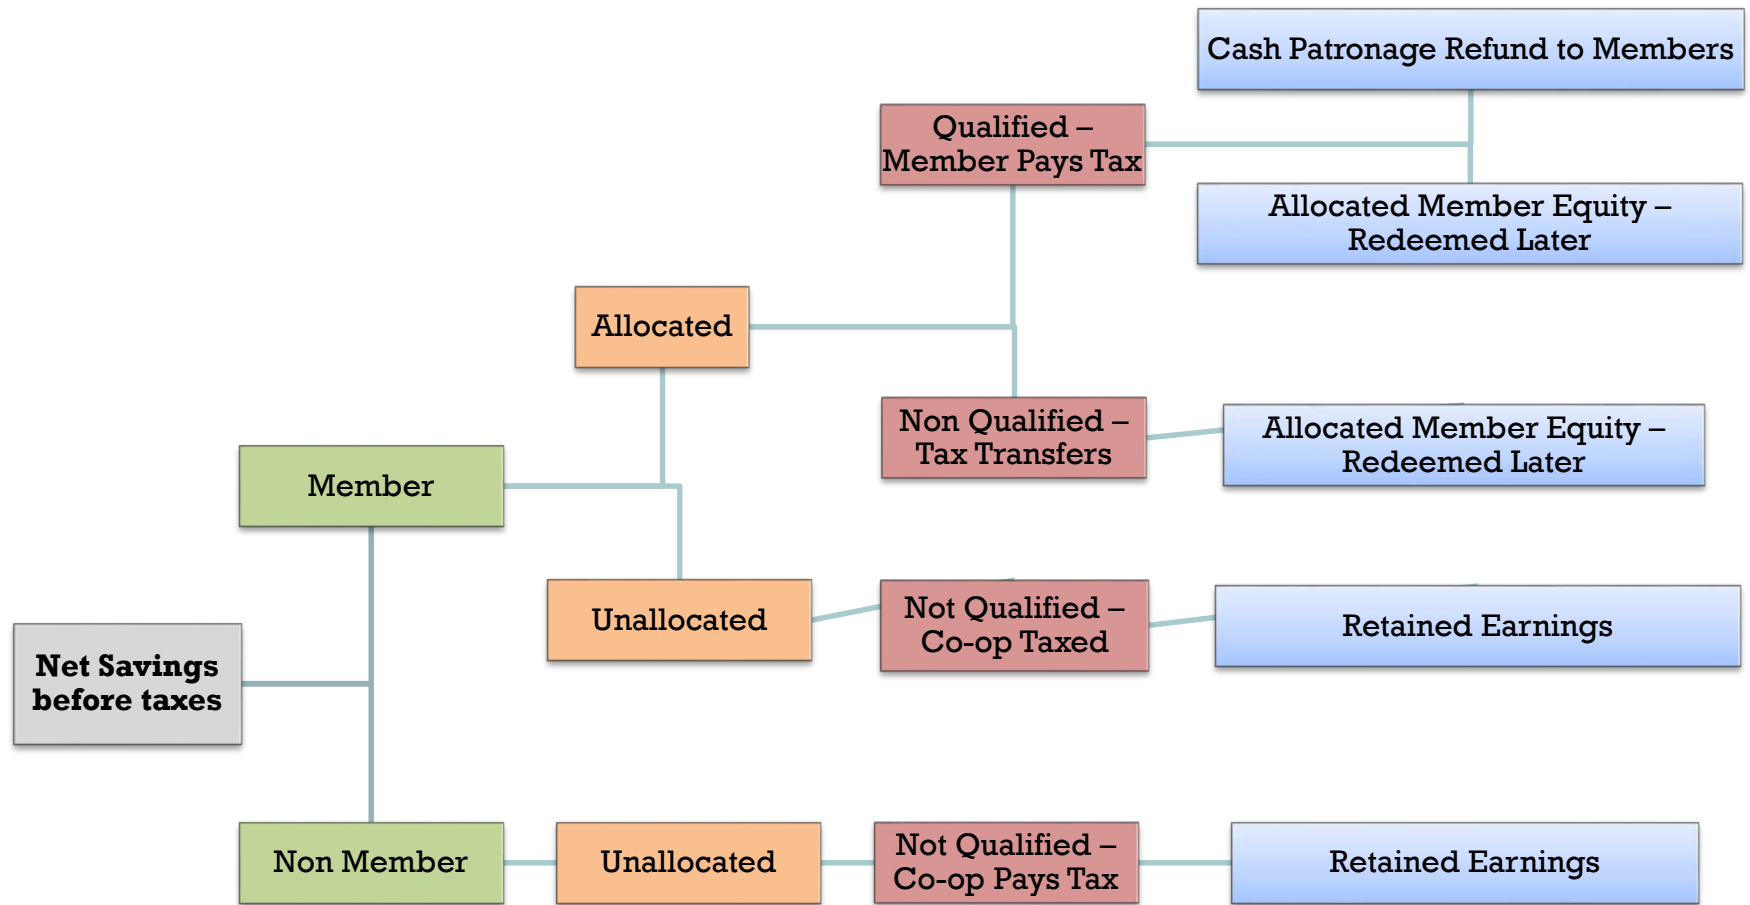 Cash Patronage Refund to Members
Qualified –
Member Pays Tax
Allocated Member Equity –
Redeemed Later
Allocated
Non Qualified –
Tax Transfers
Allocated Member Equity –
Redeemed Later
Member
Unallocated
Not Qualified –
Co-op Taxed
Retained Earnings
Net Savings
before taxes
Non Member
Unallocated
Not Qualified –
Co-op Pays Tax
Retained Earnings